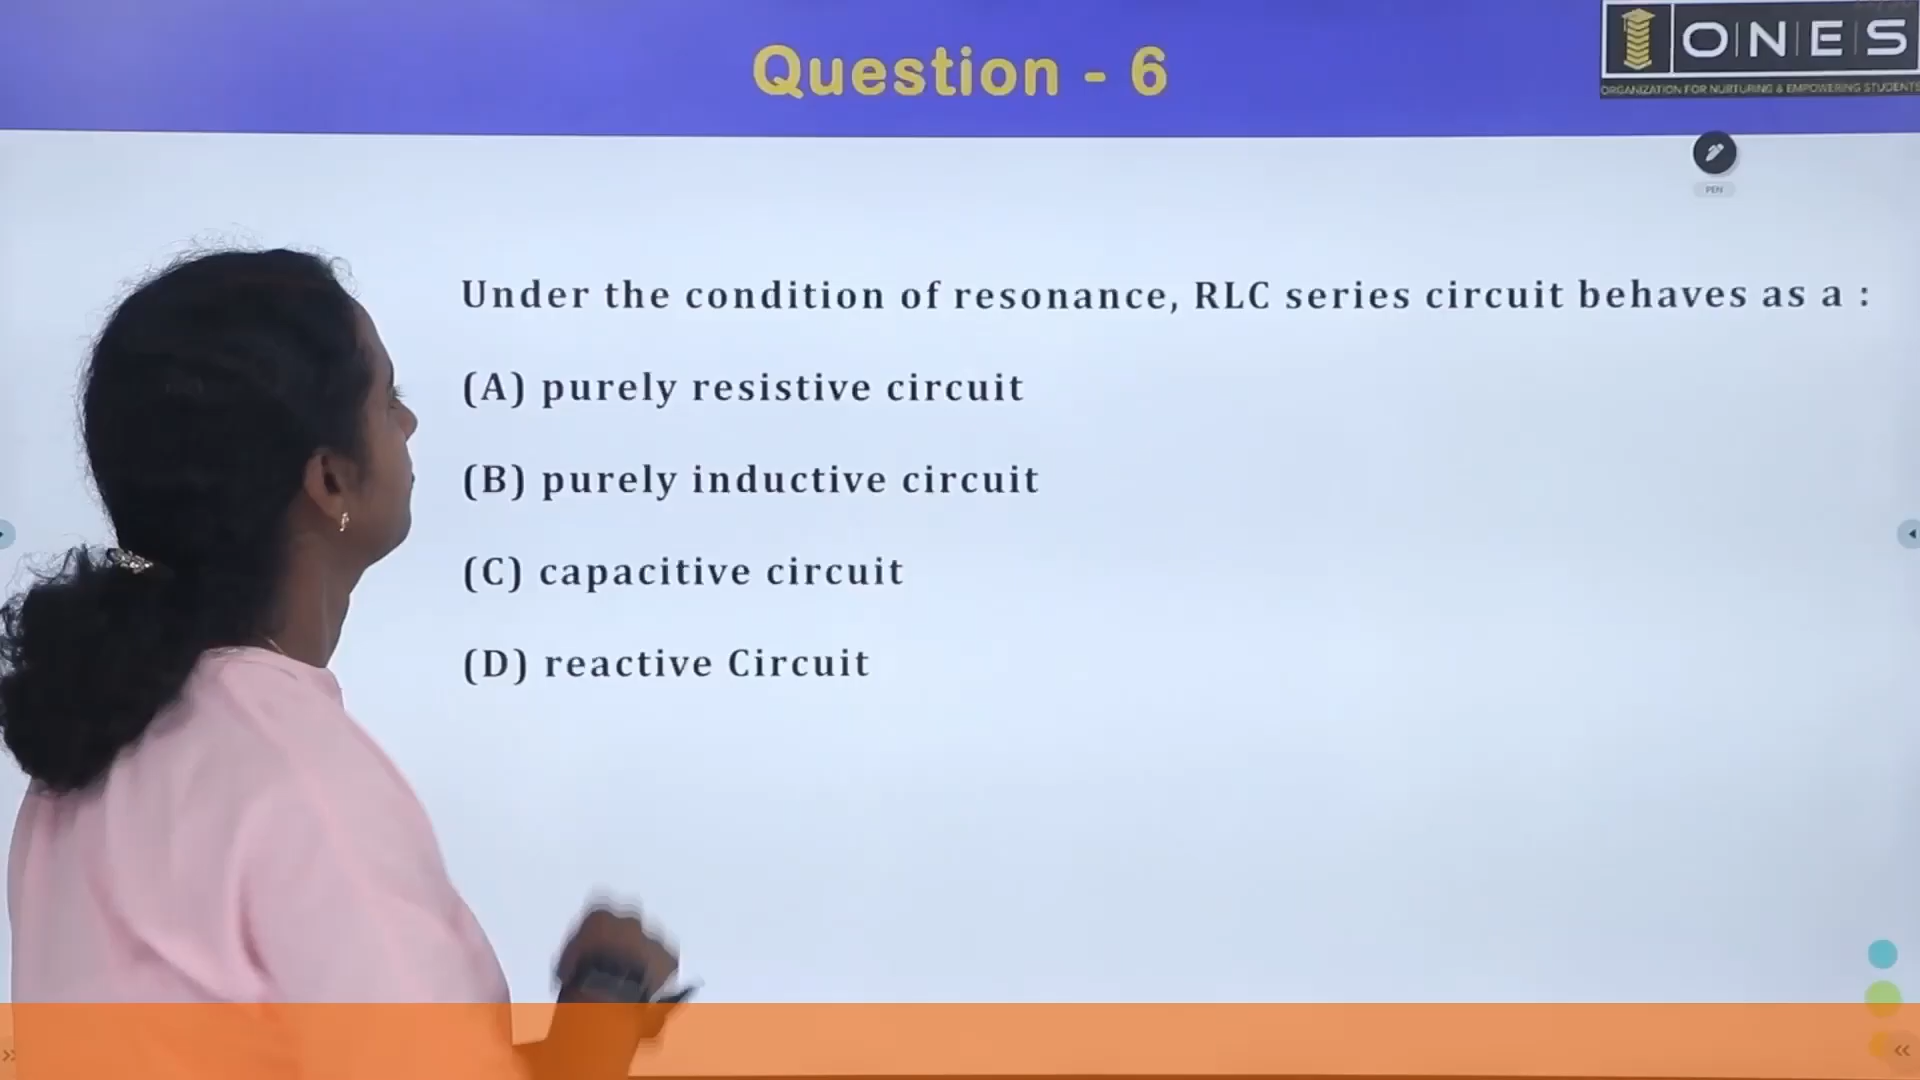 Question - 6
ONES
ORGANIZATION FOR NURTURING & EMPOWERING STUDENTS
PEN
Under the condition of resonance, RLC series circuit behaves as a :
(A) purely resistive circuit
(B) purely inductive circuit
(C) capacitive circuit
(D) reactive Circuit